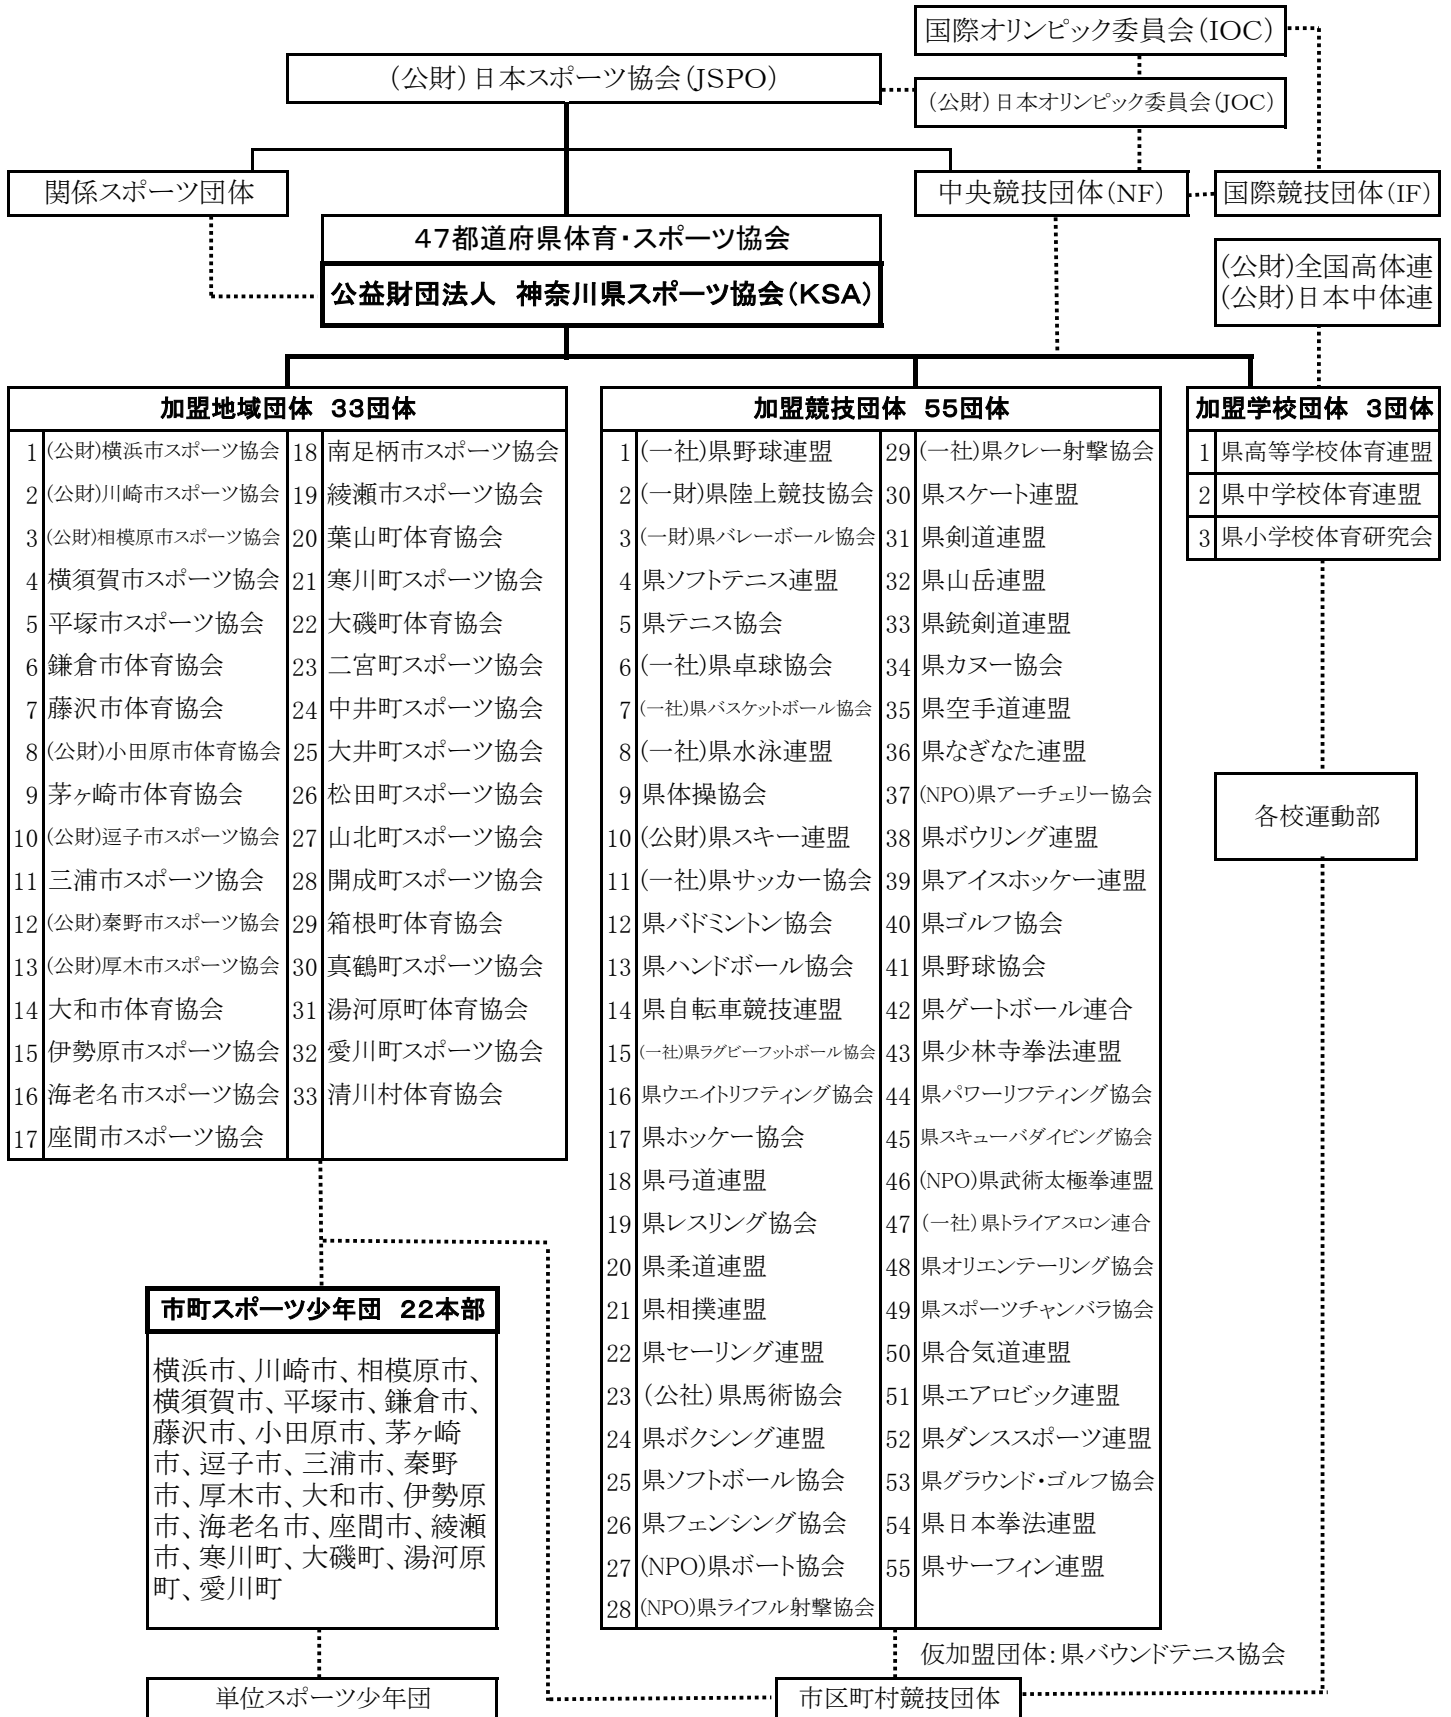 国際オリンピック委員会(IOC)
(公財)日本スポーツ協会(JSPO)
(公財)日本オリンピック委員会(JOC)
関係スポーツ団体
中央競技団体(NF)
国際競技団体(IF)
47都道府県体育・スポーツ協会
公益財団法人 神奈川県スポーツ協会(KSA)
(公財)全国高体連
(公財)日本中体連
加盟地域団体 33団体
1 (公財)横浜市スポーツ協会
2 (公財)川崎市スポーツ協会
3 (公財)相模原市スポーツ協会
4 横須賀市スポーツ協会
5 平塚市スポーツ協会
6 鎌倉市体育協会
7 藤沢市体育協会
8 (公財)小田原市体育協会
9 茅ヶ崎市体育協会
10 (公財)逗子市スポーツ協会
11 三浦市スポーツ協会
12 (公財)秦野市スポーツ協会
13 (公財)厚木市スポーツ協会
14 大和市体育協会
15 伊勢原市スポーツ協会
16 海老名市スポーツ協会
17 座間市スポーツ協会
18 南足柄市スポーツ協会
19 綾瀬市スポーツ協会
20 葉山町体育協会
21 寒川町スポーツ協会
22 大磯町体育協会
23 二宮町スポーツ協会
24 中井町スポーツ協会
25 大井町スポーツ協会
26 松田町スポーツ協会
27 山北町スポーツ協会
28 開成町スポーツ協会
29 箱根町体育協会
30 真鶴町スポーツ協会
31 湯河原町体育協会
32 愛川町スポーツ協会
33 清川村体育協会
加盟競技団体 55団体
1 (一社)県野球連盟
2 (一財)県陸上競技協会
3 (一財)県バレーボール協会
4 県ソフトテニス連盟
5 県テニス協会
6 (一社)県卓球協会
7 (一社)県バスケットボール協会
8 (一社)県水泳連盟
9 県体操協会
10 (公財)県スキー連盟
11 (一社)県サッカー協会
12 県バドミントン協会
13 県ハンドボール協会
14 県自転車競技連盟
15 (一社)県ラグビーフットボール協会
16 県ウエイトリフティング協会
17 県ホッケー協会
18 県弓道連盟
19 県レスリング協会
20 県柔道連盟
21 県相撲連盟
22 県セーリング連盟
23 (公社)県馬術協会
24 県ボクシング連盟
25 県ソフトボール協会
26 県フェンシング協会
27 (NPO)県ボート協会
28 (NPO)県ライフル射撃協会
29 (一社)県クレー射撃協会
30 県スケート連盟
31 県剣道連盟
32 県山岳連盟
33 県銃剣道連盟
34 県カヌー協会
35 県空手道連盟
36 県なぎなた連盟
37 (NPO)県アーチェリー協会
38 県ボウリング連盟
39 県アイスホッケー連盟
40 県ゴルフ協会
41 県野球協会
42 県ゲートボール連合
43 県少林寺拳法連盟
44 県パワーリフティング協会
45 県スキューバダイビング協会
46 (NPO)県武術太極拳連盟
47 (一社)県トライアスロン連合
48 県オリエンテーリング協会
49 県スポーツチャンバラ協会
50 県合気道連盟
51 県エアロビック連盟
52 県ダンススポーツ連盟
53 県グラウンド・ゴルフ協会
54 県日本拳法連盟
55 県サーフィン連盟
加盟学校団体 3団体
1 県高等学校体育連盟
2 県中学校体育連盟
3 県小学校体育研究会
各校運動部
市町スポーツ少年団 22本部
横浜市、川崎市、相模原市、
横須賀市、平塚市、鎌倉市、
藤沢市、小田原市、茅ヶ崎
市、逗子市、三浦市、秦野
市、厚木市、大和市、伊勢原
市、海老名市、座間市、綾瀬
市、寒川町、大磯町、湯河原
町、愛川町
仮加盟団体:県バウンドテニス協会
単位スポーツ少年団
市区町村競技団体